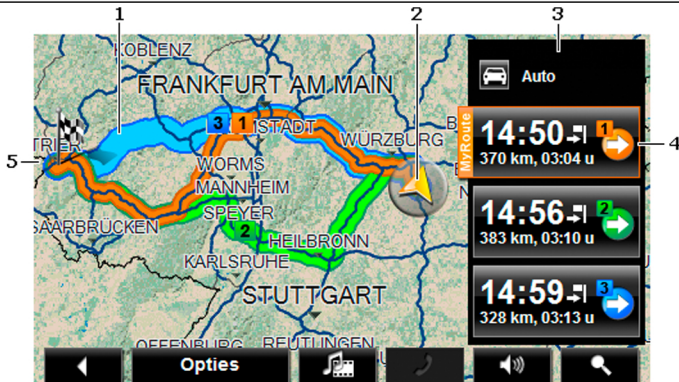 1
2
3
KOBLENZ
FRANKFURT AM MAIN
Auto
3
1
STADT
WÜRZBURG
MyRoute
14:50
1
370 km, 03:04 u
4
TRIER
5
WORMS
MANNHEIM
SPEYER
SAARBRÜCKEN
2
HEILBRONN
KARLSRUHE
14:56
2
383 km, 03:10 u
STUTTGART
14:59
3
328 km, 03:13 u
OFFENBURG
REUTLINGEN
Opties